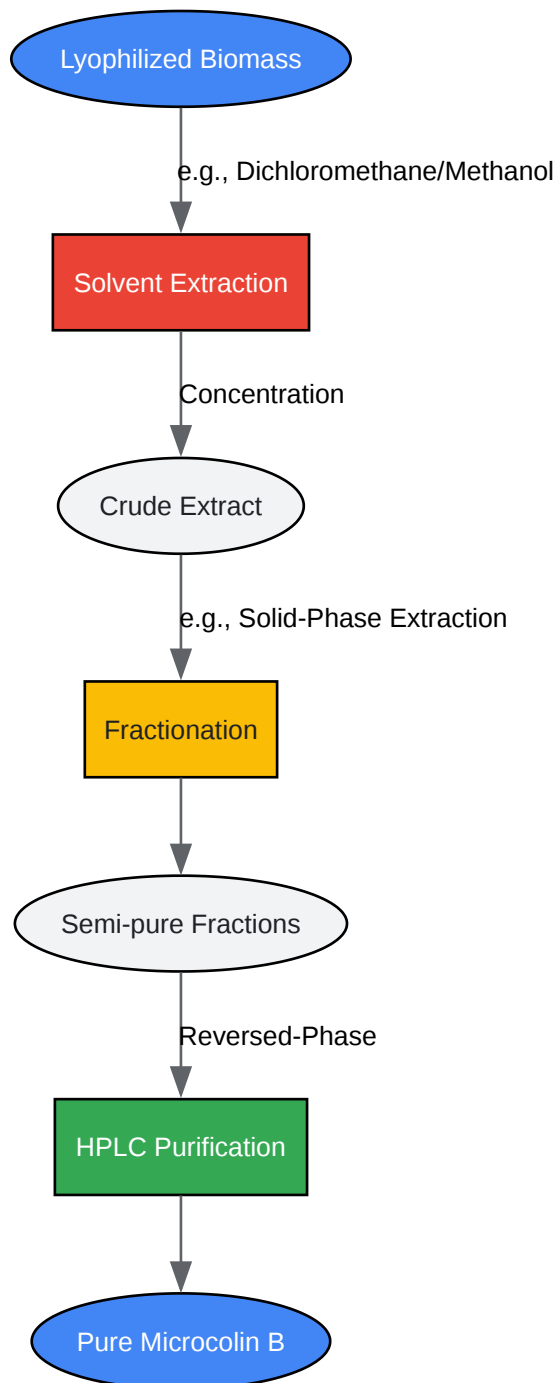 Lyophilized Biomass
e.g., Dichloromethane/Methanol
Solvent Extraction
Concentration
Crude Extract
e.g., Solid-Phase Extraction
Fractionation
Semi-pure Fractions
Reversed-Phase
HPLC Purification
Pure Microcolin B